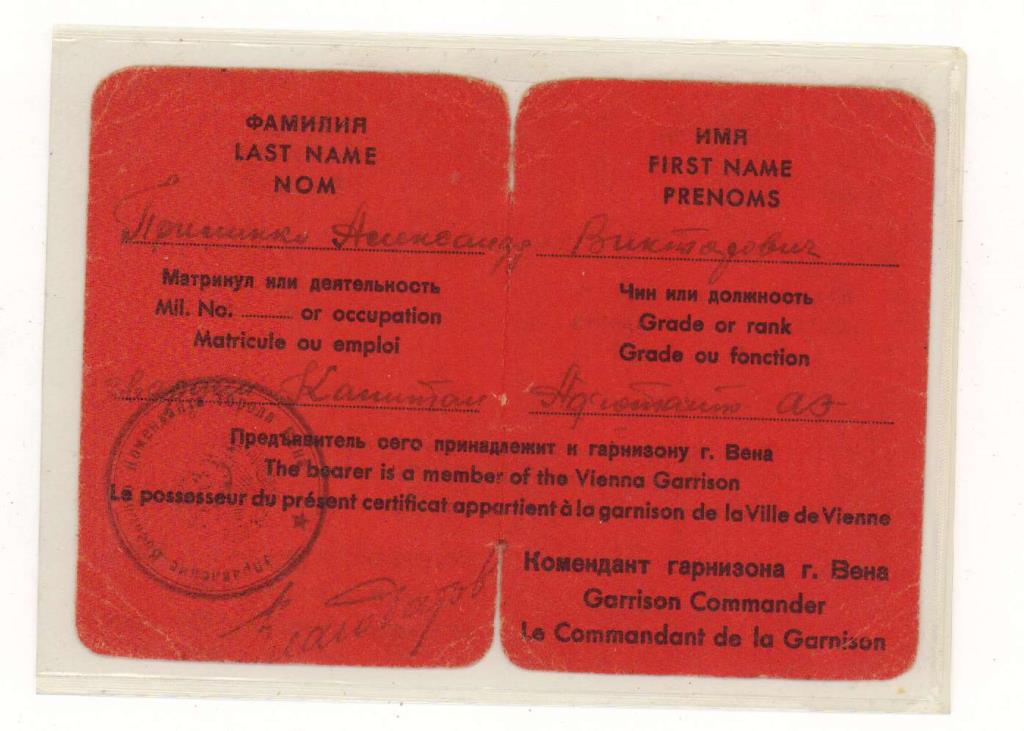 ФАМИЛИЯ
LAST NAME
NOM
Александр
Матрикул или деятельность
Mil. No. ............ or occupation
Matricule ou emploi
Капитан
ИМЯ
FIRST NAME
PRENOMS
Викторович
Чин или должность
Grade or rank
Grade ou fonction
Предъявитель сего принадлежит к гарнизону г. Вена
The bearer is a member of the Vienna Garrison
Le possesseur du présent certificat appartient à la garnison de la Ville de Vienne
Комендант гарнизона г. Вена
Garrison Commander
Le Commandant de la Garnison